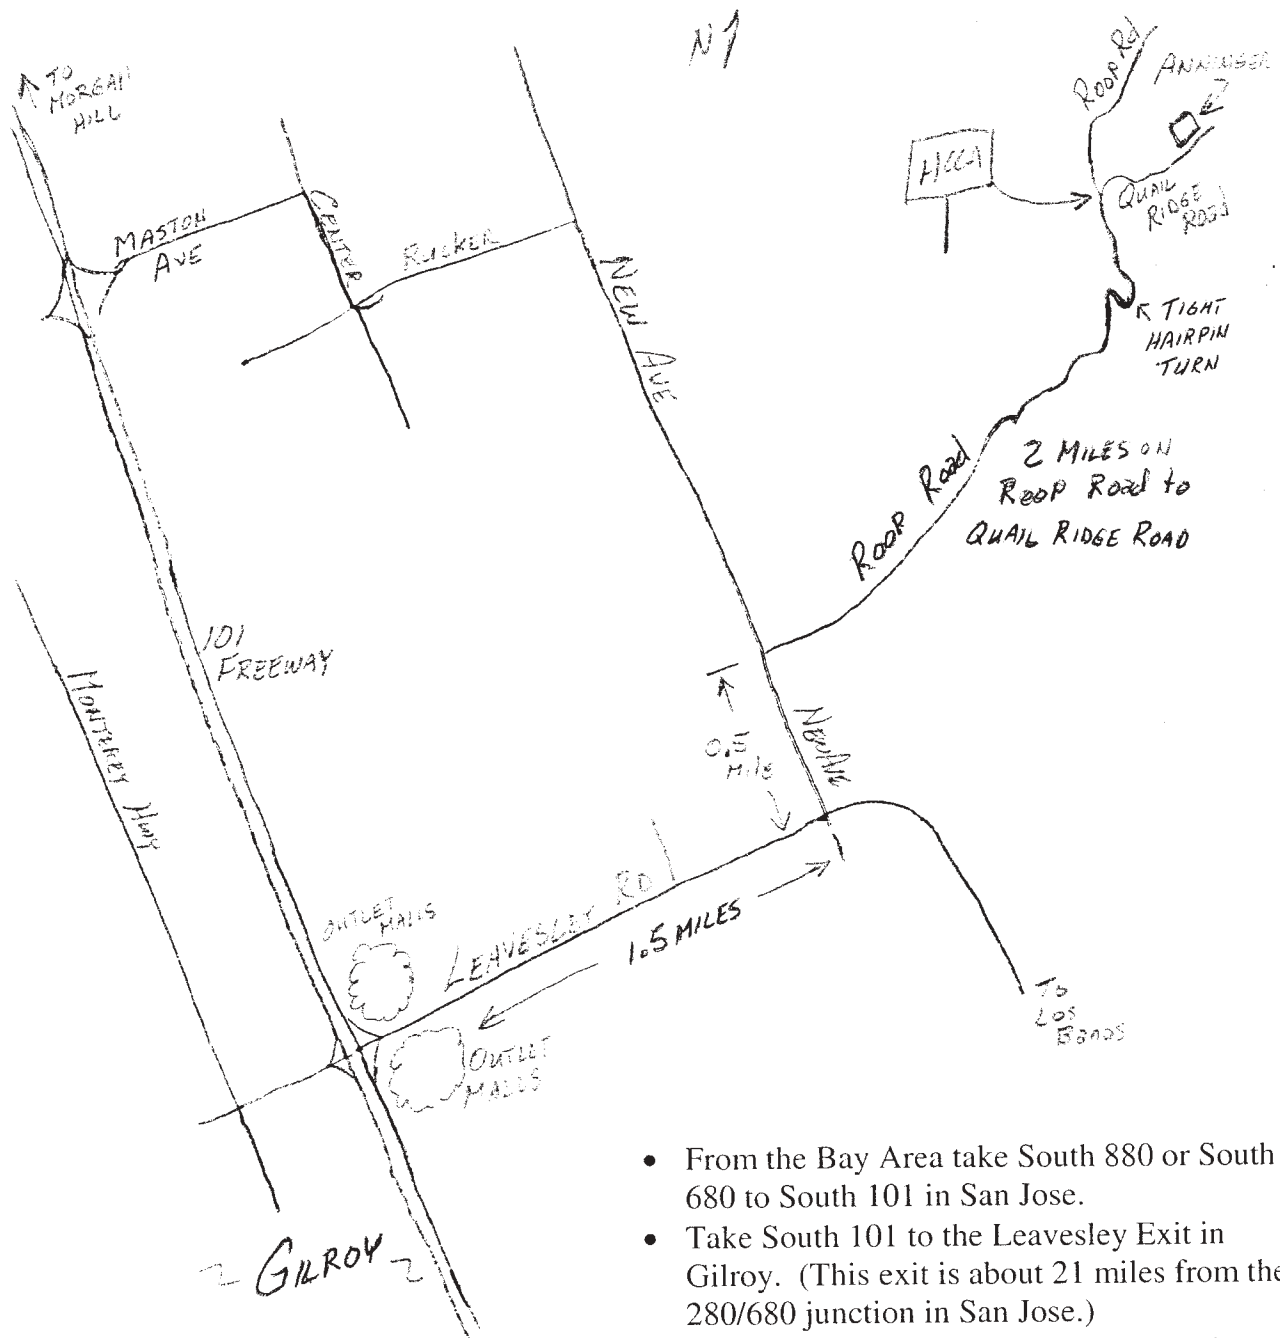 N↑
TO
MORGAN
HILL
ROOP Rd
ANNINGER
HCCA
QUAIL
RIDGE
ROAD
MASTON
AVE
CENTER
RUCKER
NEW AVE
TIGHT
HAIRPIN
TURN
2 MILES ON
ROOP ROAD to
QUAIL RIDGE ROAD
ROOP ROAD
101
FREEWAY
MONTEREY HWY
0.5
MILE
NEW AVE
OUTLET
MALLS
LEAVESLEY RD
1.5 MILES
TO
LOS
BANOS
OUTLET
MALLS
GILROY
• From the Bay Area take South 880 or South
680 to South 101 in San Jose.
• Take South 101 to the Leavesley Exit in
Gilroy. (This exit is about 21 miles from the
280/680 junction in San Jose.)